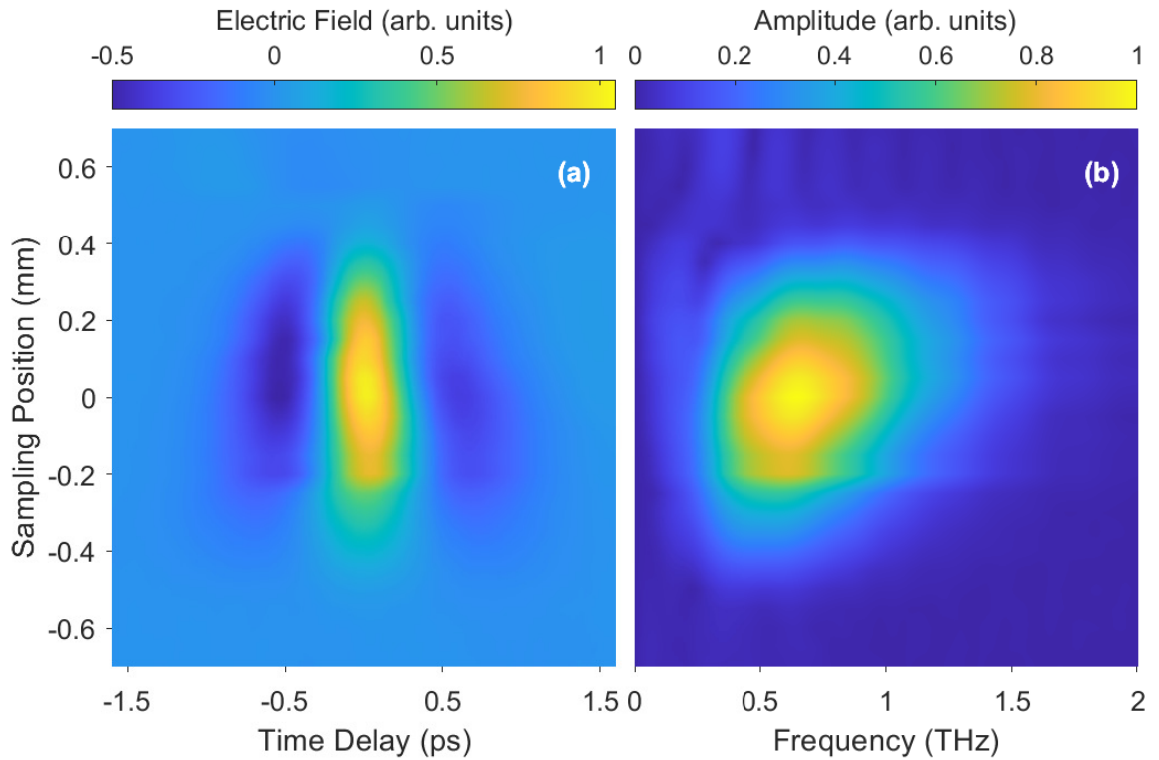 Electric Field (arb. units)
-0.5 0 0.5 1
Amplitude (arb. units)
0 0.2 0.4 0.6 0.8 1
(a)
(b)
Sampling Position (mm)
0.6
0.4
0.2
0
-0.2
-0.4
-0.6
-1.5 -0.5 0.5 1.5
Time Delay (ps)
0 0.5 1 1.5 2
Frequency (THz)